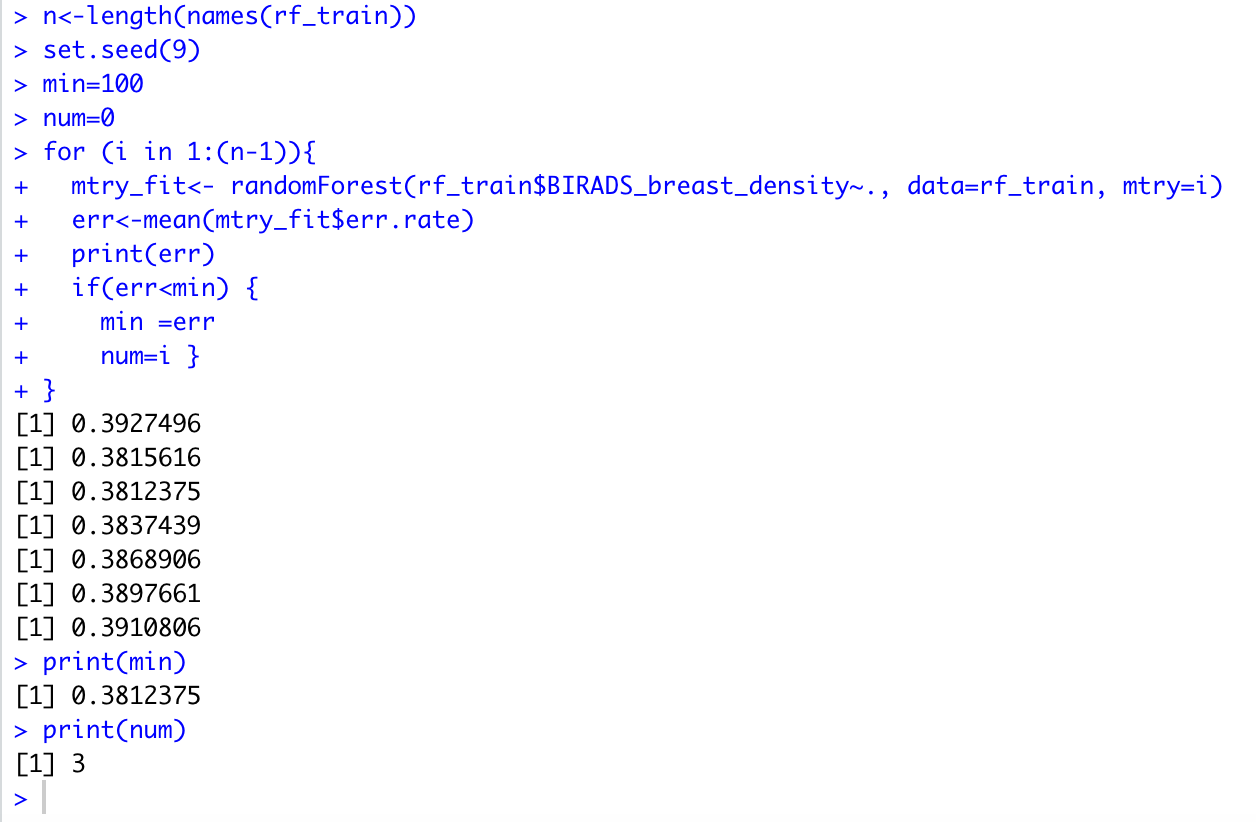 > n<-length(names(rf_train))
> set.seed(9)
> min=100
> num=0
> for (i in 1:(n-1)){
+   mtry_fit<- randomForest(rf_train$BIRADS_breast_density~., data=rf_train, mtry=i)
+   err<-mean(mtry_fit$err.rate)
+   print(err)
+   if(err<min) {
+     min =err
+     num=i }
+ }
[1] 0.3927496
[1] 0.3815616
[1] 0.3812375
[1] 0.3837439
[1] 0.3868906
[1] 0.3897661
[1] 0.3910806
> print(min)
[1] 0.3812375
> print(num)
[1] 3
>